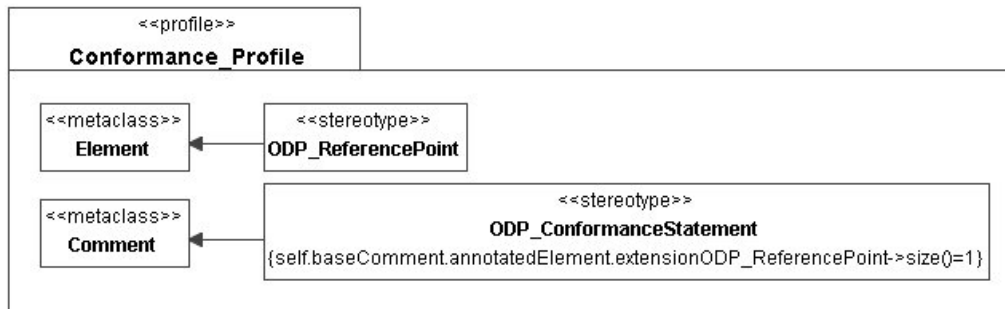 <<profile>>
Conformance_Profile
<<metaclass>>
Element
<<stereotype>>
ODP_ReferencePoint
<<metaclass>>
Comment
<<stereotype>>
ODP_ConformanceStatement
{self.baseComment.annotatedElement.extensionODP_ReferencePoint->size()=1}